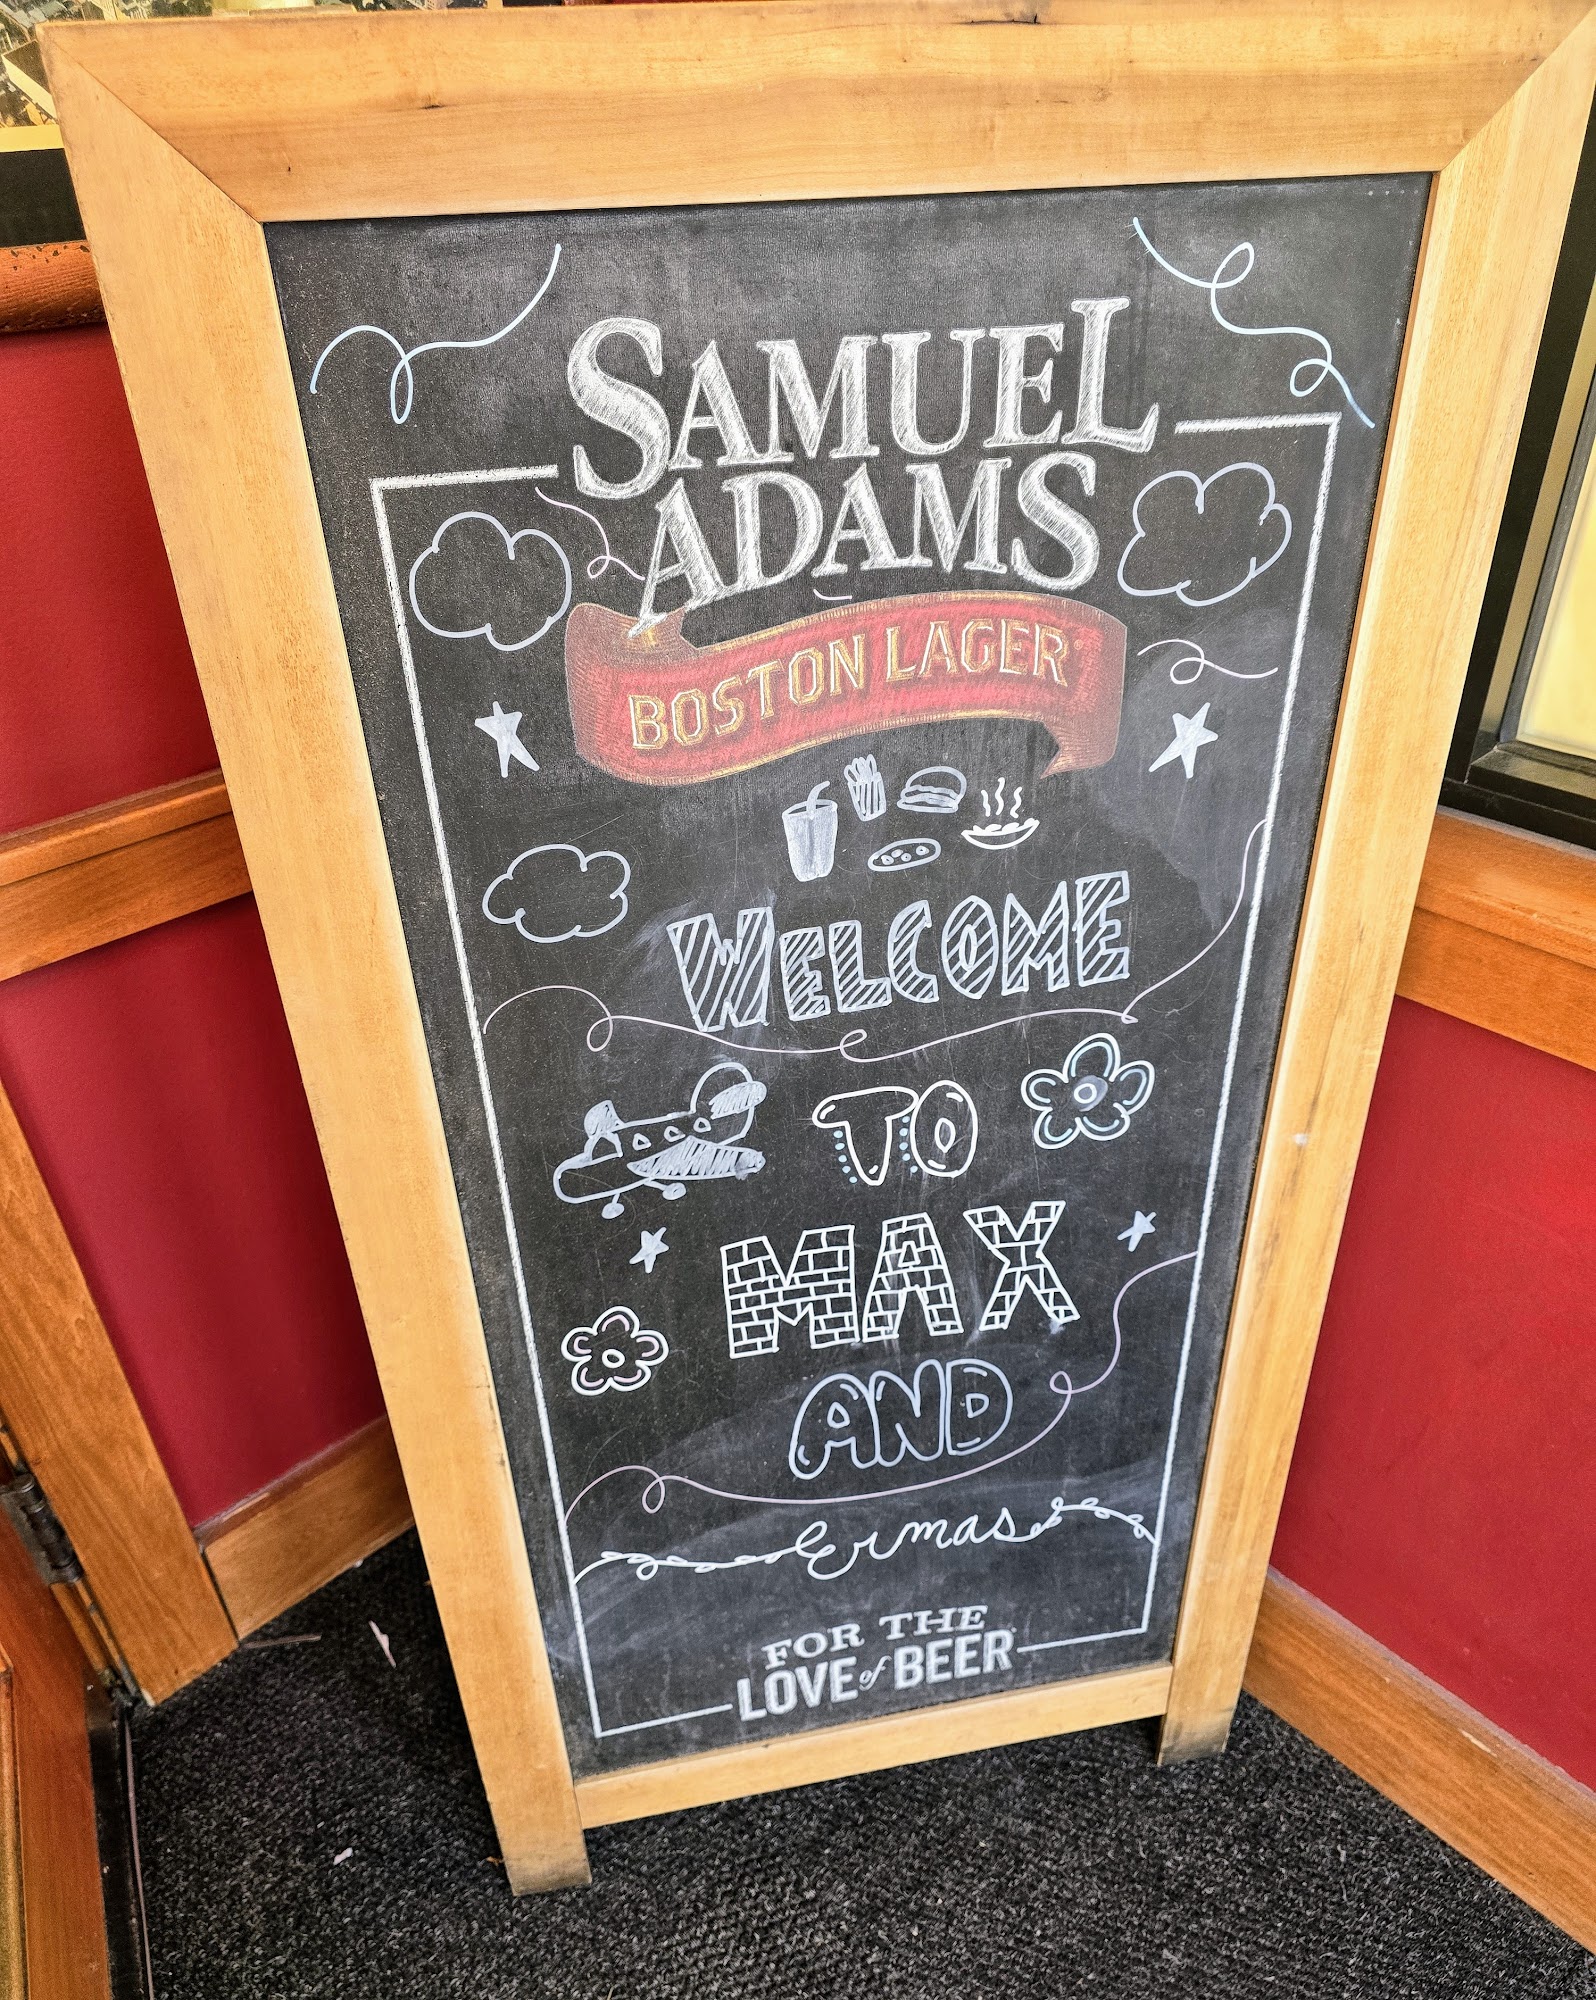 SAMUEL
ADAMS
BOSTON LAGER
WELCOME
TO
MAX
AND
Ermas
FOR THE
LOVE of BEER